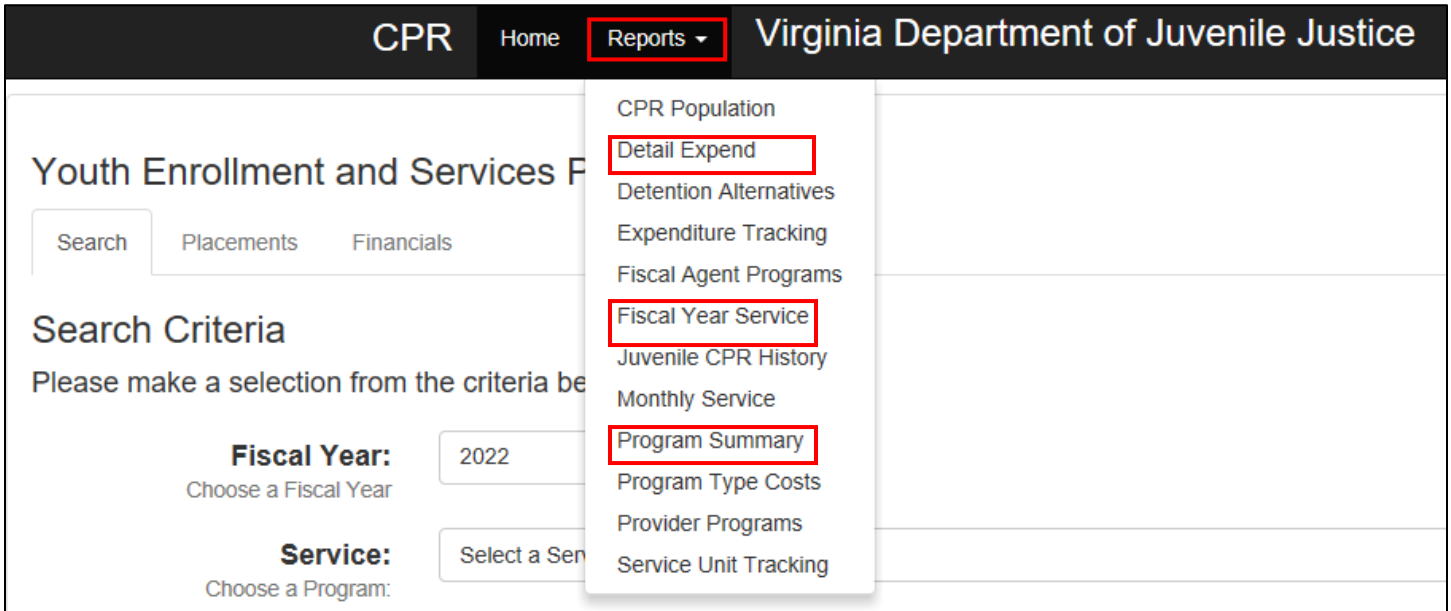 CPR Home Reports Virginia Department of Juvenile Justice
CPR Population
Detail Expend
Detention Alternatives
Expenditure Tracking
Fiscal Agent Programs
Fiscal Year Service
Juvenile CPR History
Monthly Service
Program Summary
Program Type Costs
Provider Programs
Service Unit Tracking
Youth Enrollment and Services P
Search Placements Financials
Search Criteria
Please make a selection from the criteria be
Fiscal Year: 2022
Choose a Fiscal Year
Service: Select a Ser
Choose a Program: